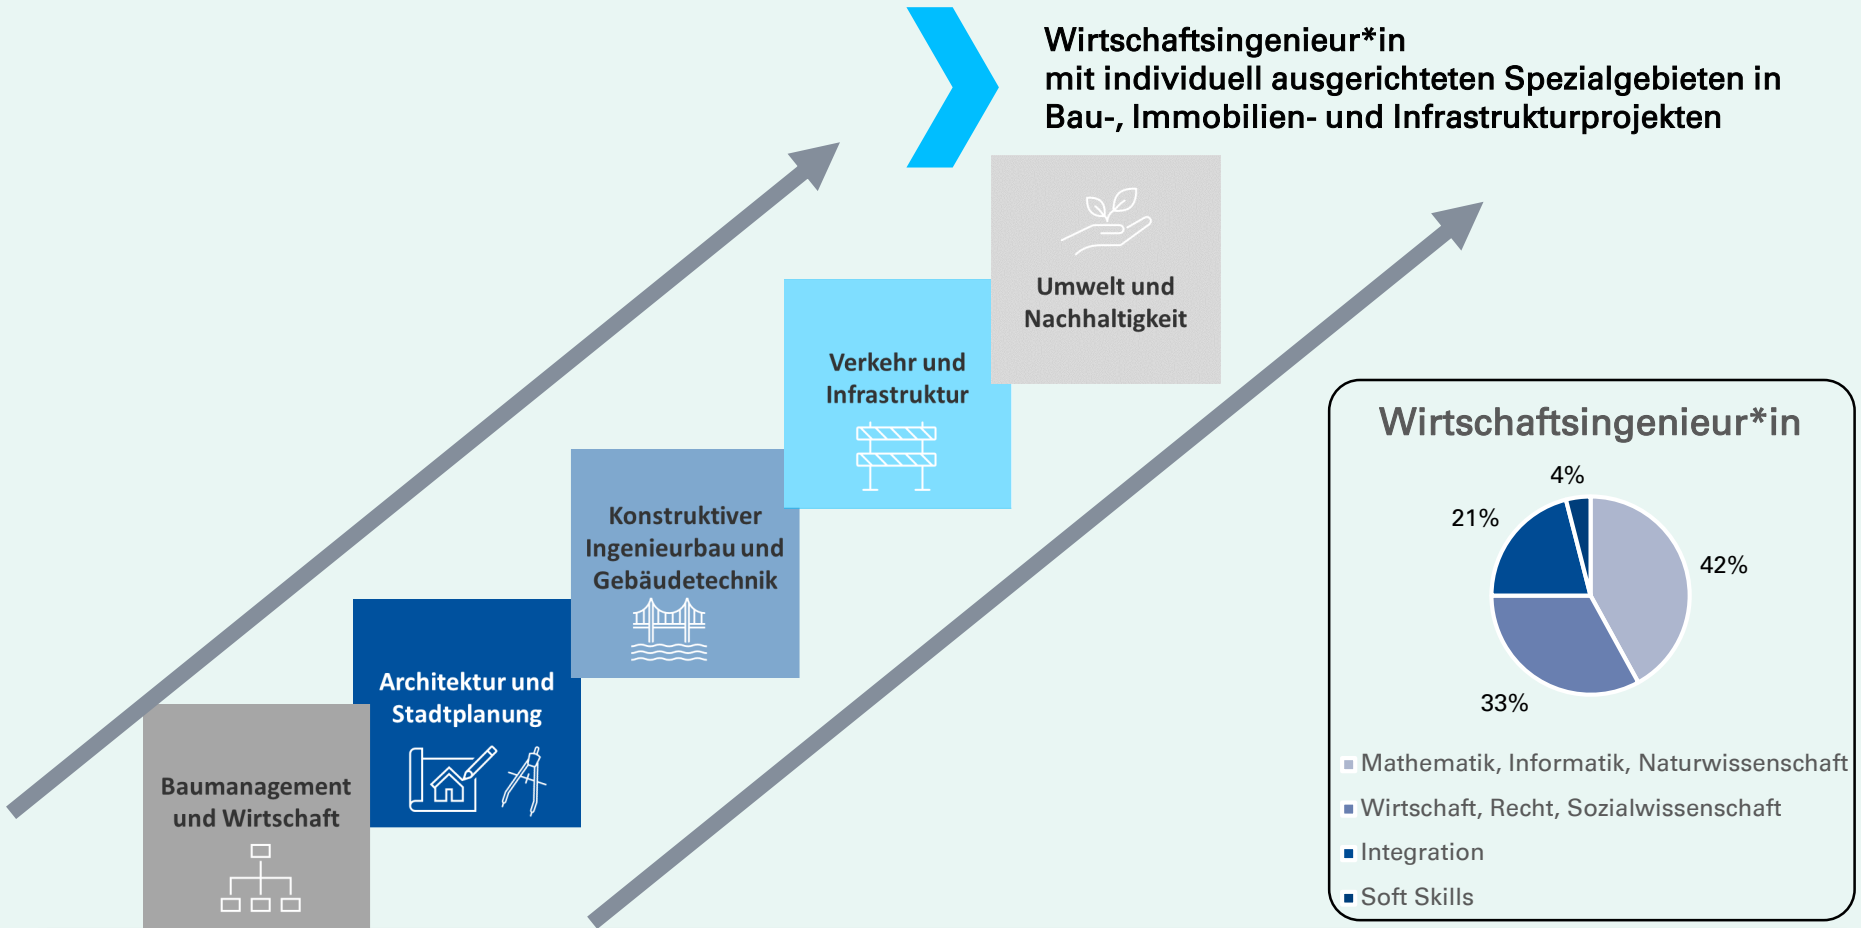 Wirtschaftsingenieur*in
mit individuell ausgerichteten Spezialgebieten in
Bau-, Immobilien- und Infrastrukturprojekten
Umwelt und
Nachhaltigkeit
Verkehr und
Infrastruktur
Konstruktiver
Ingenieurbau und
Gebäudetechnik
Architektur und
Stadtplanung
Baumanagement
und Wirtschaft
Wirtschaftsingenieur*in
4%
21%
42%
33%
Mathematik, Informatik, Naturwissenschaft
Wirtschaft, Recht, Sozialwissenschaft
Integration
Soft Skills